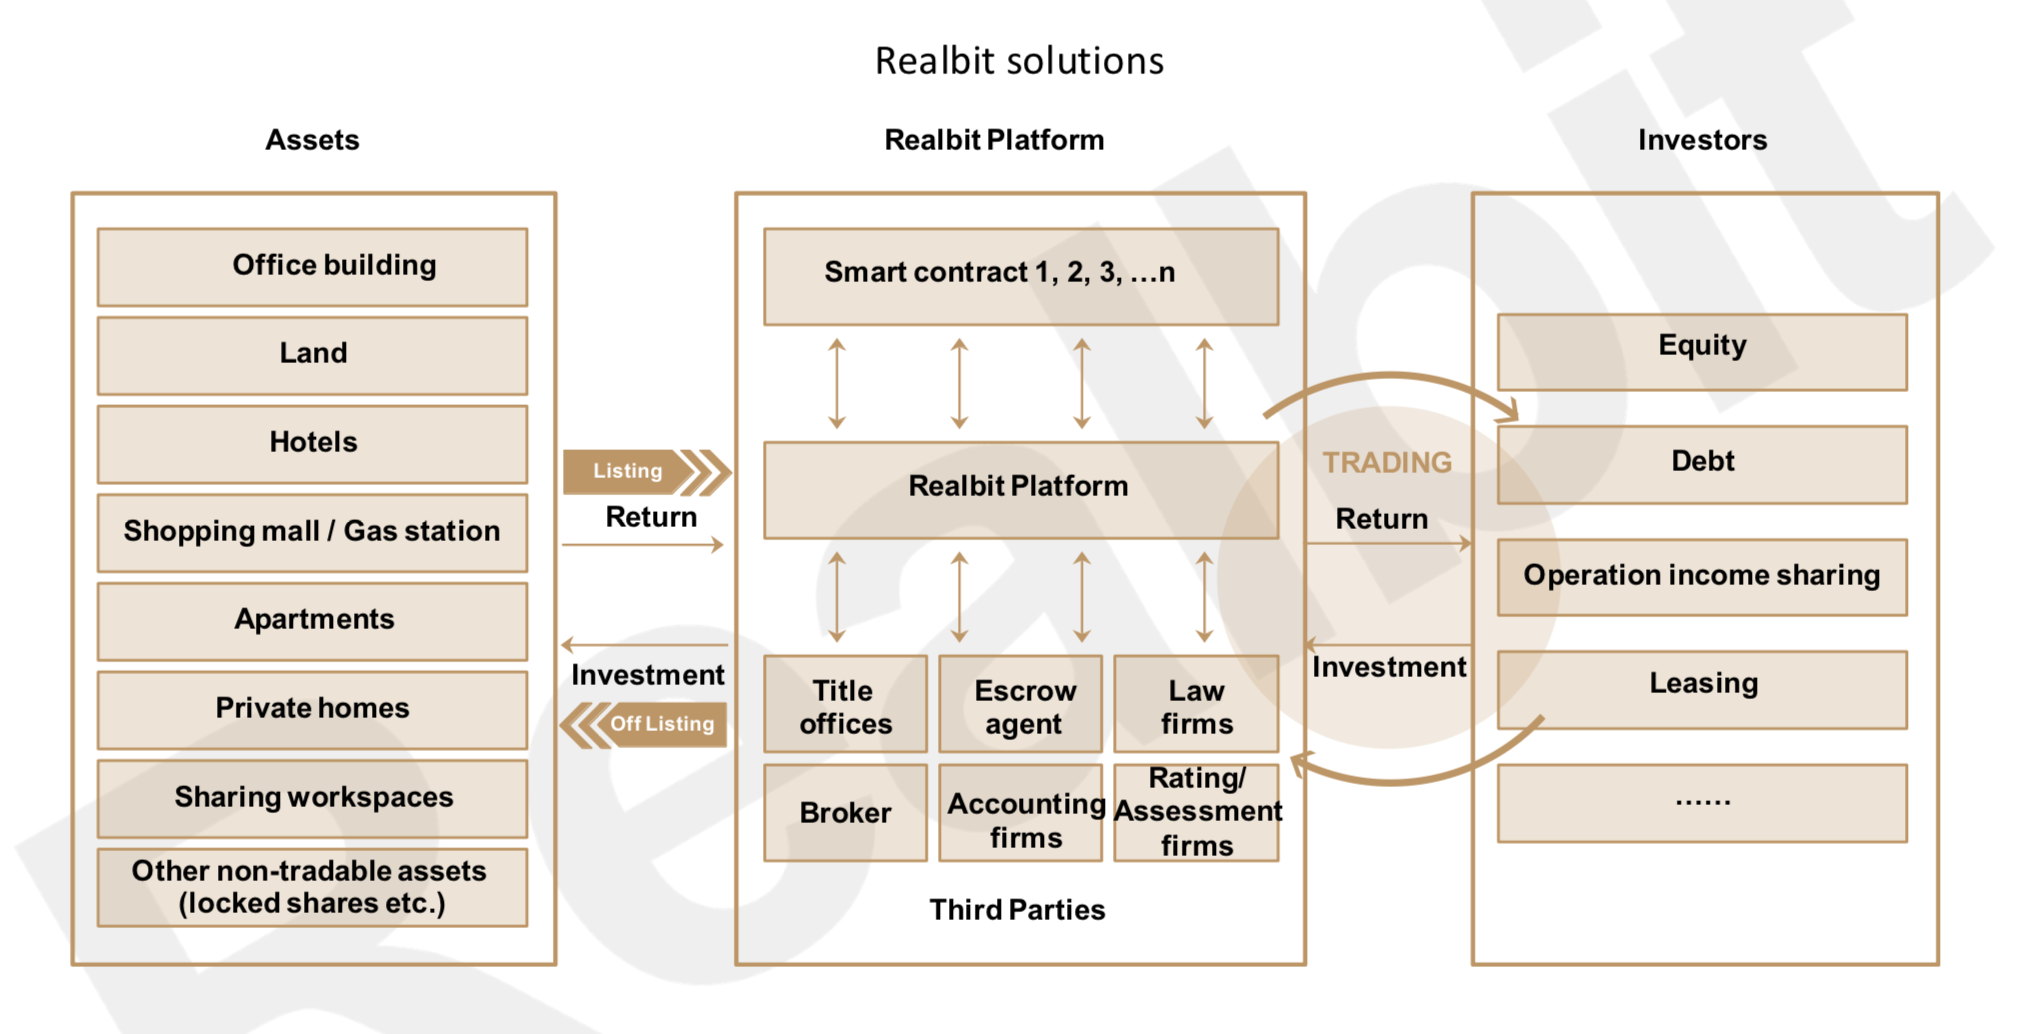 Realbit solutions
Assets
Realbit Platform
Investors
Office building
Land
Hotels
Shopping mall / Gas station
Apartments
Private homes
Sharing workspaces
Other non-tradable assets
(locked shares etc.)
Listing
Return
Investment
Off Listing
Smart contract 1, 2, 3, …n
Realbit Platform
Title
offices
Escrow
agent
Law
firms
Broker
Accounting
firms
Rating/
Assessment
firms
Third Parties
TRADING
Return
Investment
Equity
Debt
Operation income sharing
Leasing
……
Realbit